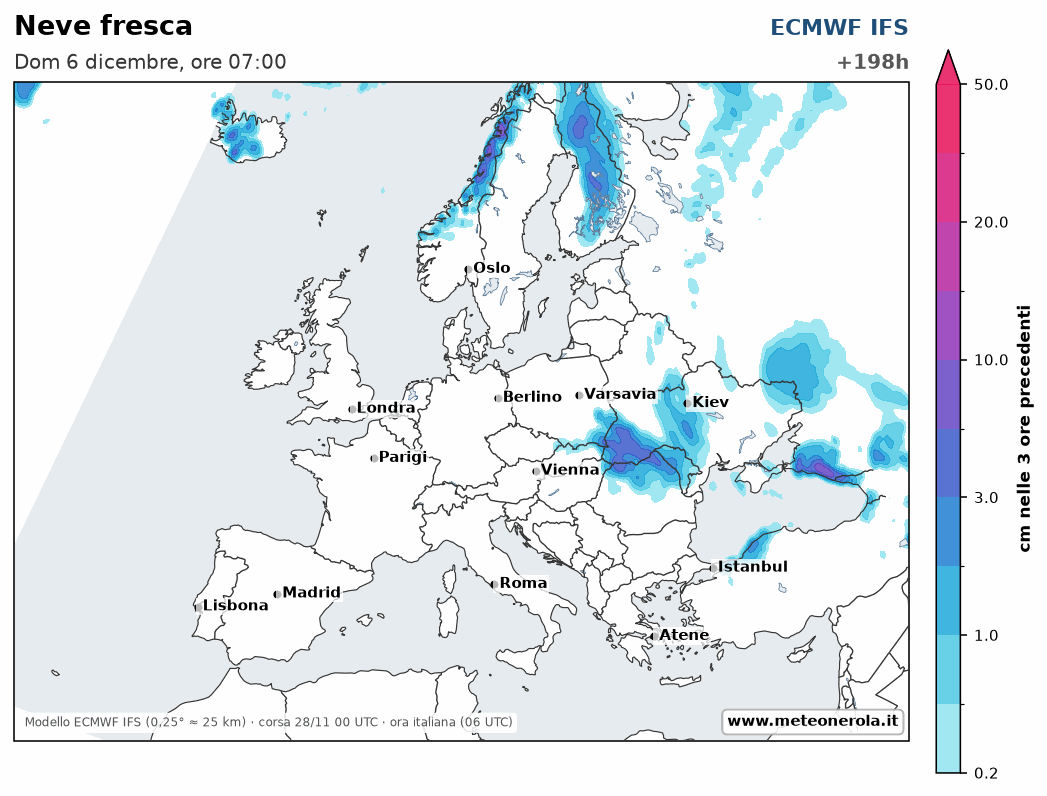 Neve fresca
ECMWF IFS
Dom 6 dicembre, ore 07:00
+198h
50.0
20.0
10.0
3.0
1.0
0.2
cm nelle 3 ore precedenti
Oslo
Londra
Berlino
Varsavia
Kiev
Parigi
Vienna
Istanbul
Roma
Madrid
Lisbona
Atene
Modello ECMWF IFS (0,25° ≈ 25 km) · corsa 28/11 00 UTC · ora italiana (06 UTC)
www.meteonerola.it